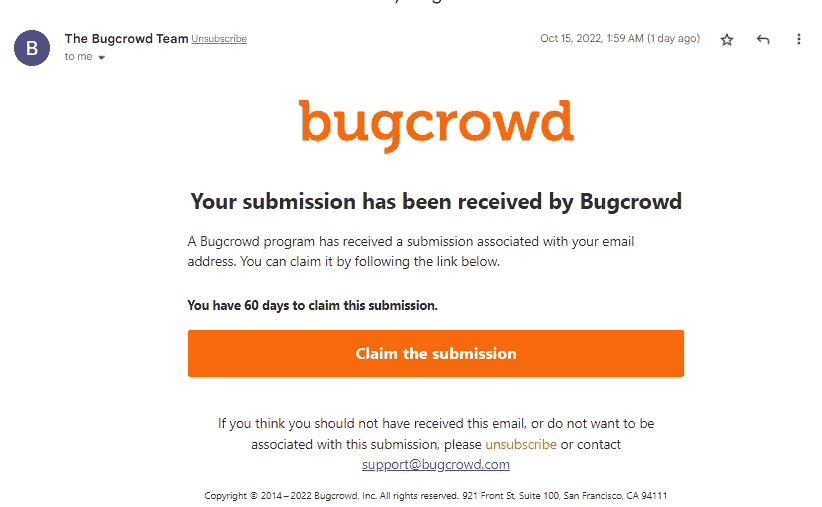 B
The Bugcrowd Team Unsubscribe
Oct 15, 2022, 1:59 AM (1 day ago)
to me
bugcrowd
Your submission has been received by Bugcrowd
A Bugcrowd program has received a submission associated with your email
address. You can claim it by following the link below.
You have 60 days to claim this submission.
Claim the submission
If you think you should not have received this email, or do not want to be
associated with this submission, please unsubscribe or contact
support@bugcrowd.com
Copyright © 2014–2022 Bugcrowd, Inc. All rights reserved. 921 Front St, Suite 100, San Francisco, CA 94111